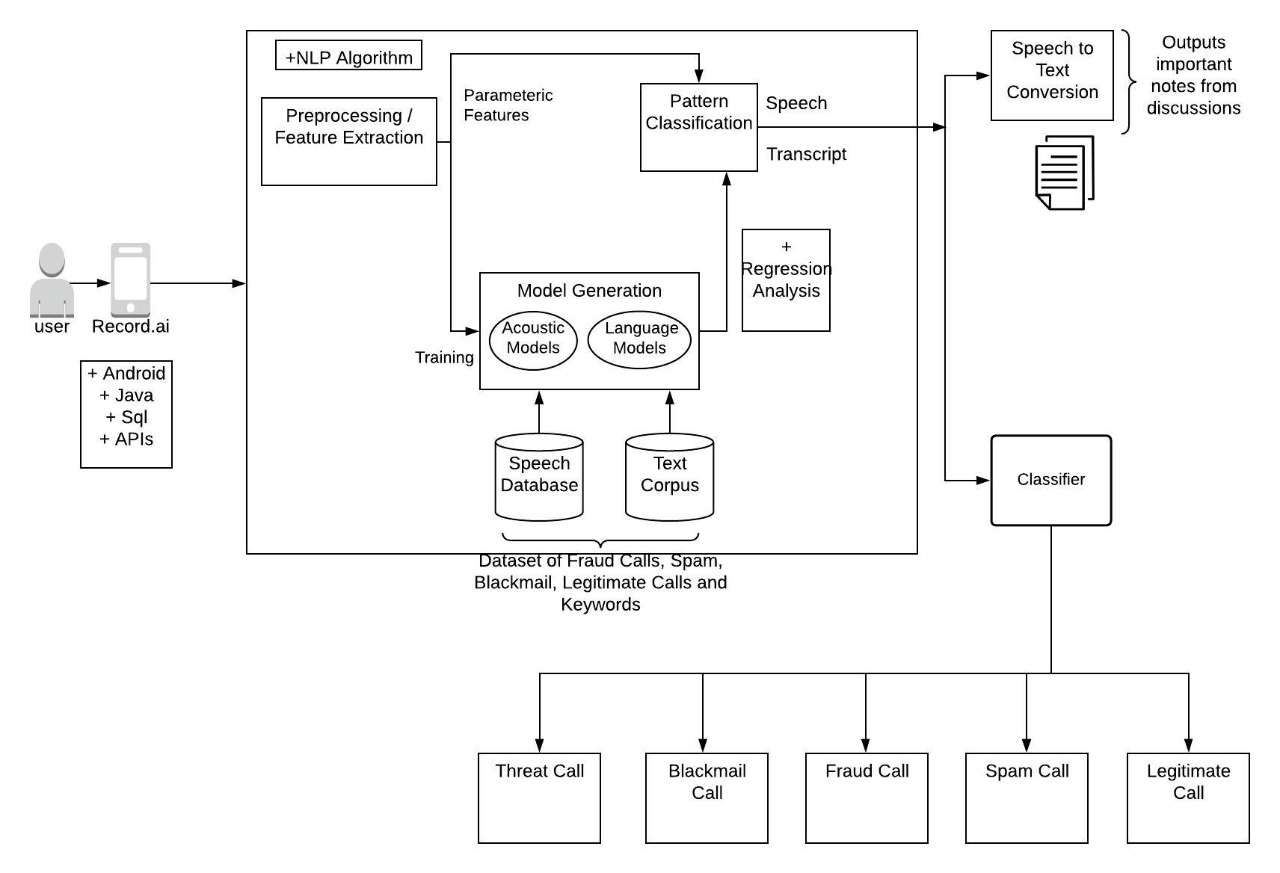 +NLP Algorithm
Preprocessing /
Feature Extraction
Parameteric
Features
Pattern
Classification
Speech
Transcript
Speech to
Text
Conversion
Outputs
important
notes from
discussions
user
Record.ai
+ Android
+ Java
+ Sql
+ APIs
Training
Model Generation
Acoustic
Models
Language
Models
+
Regression
Analysis
Speech
Database
Text
Corpus
Dataset of Fraud Calls, Spam,
Blackmail, Legitimate Calls and
Keywords
Classifier
Threat Call
Blackmail
Call
Fraud Call
Spam Call
Legitimate
Call